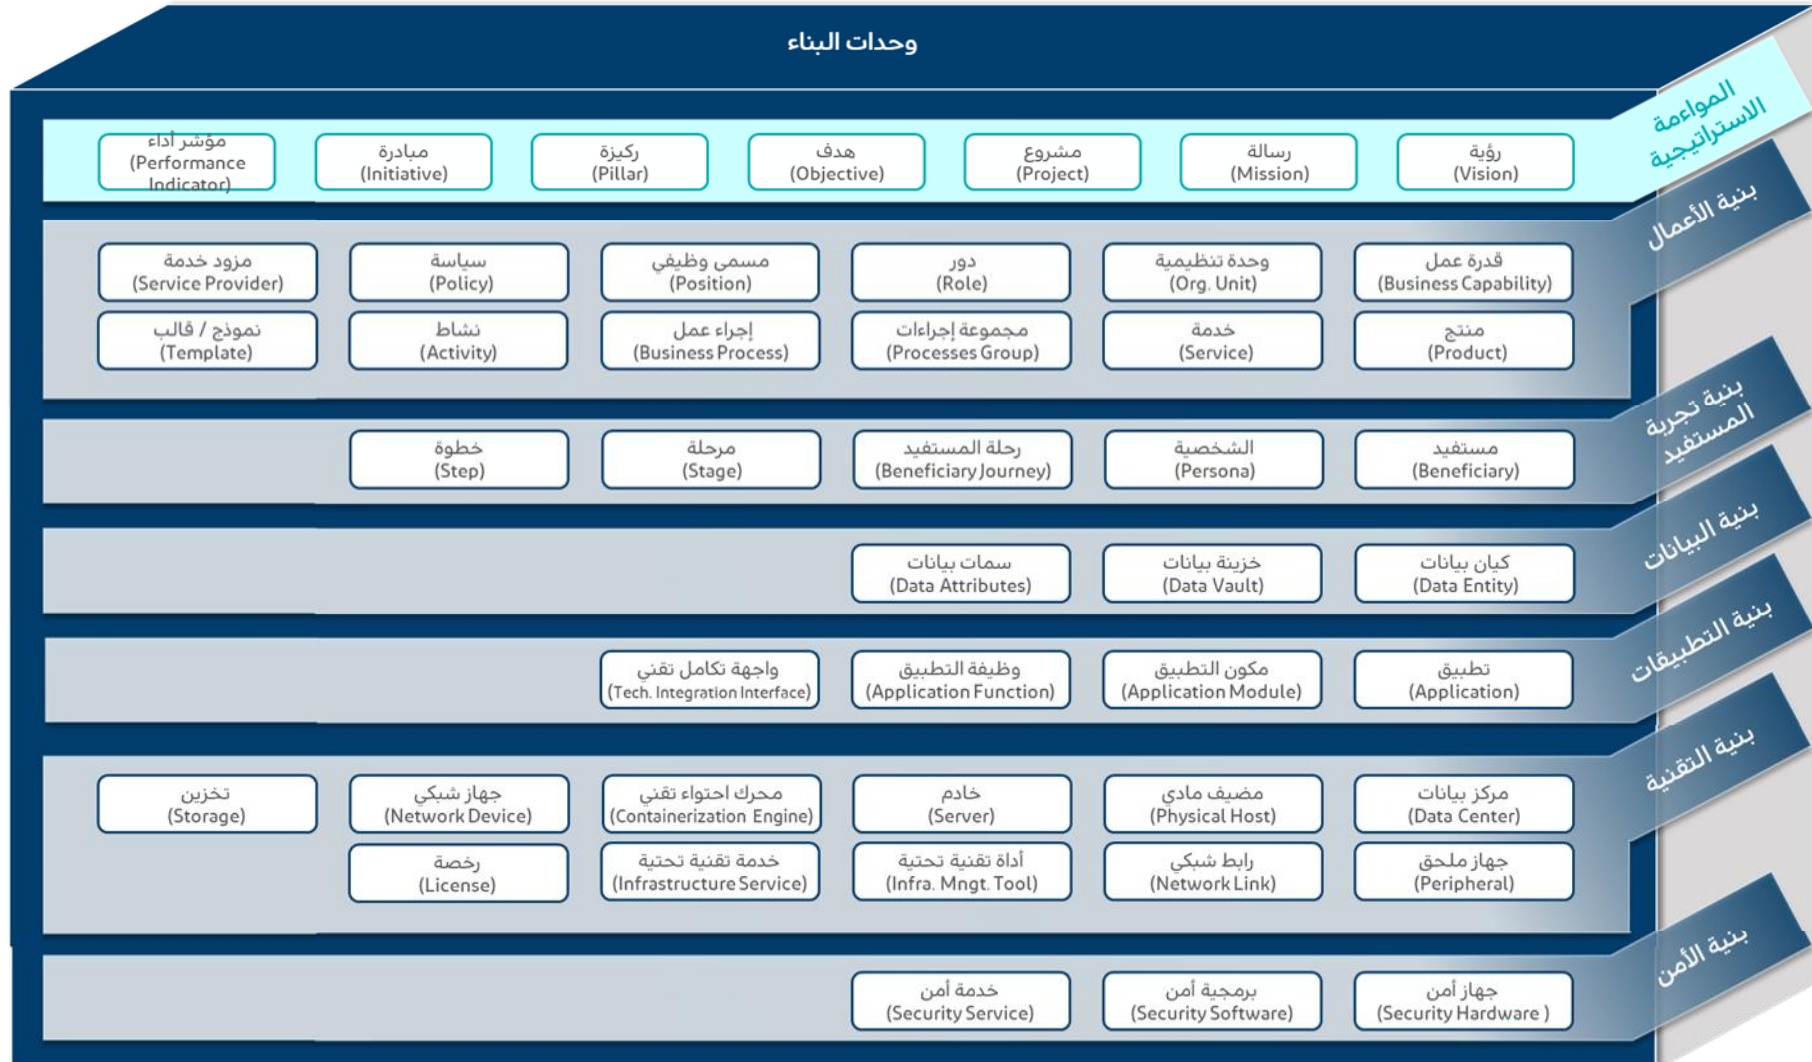 وحدات البناء
المواءمة
الاستراتيجية
رؤية
(Vision)
رسالة
(Mission)
مشروع
(Project)
هدف
(Objective)
ركيزة
(Pillar)
مبادرة
(Initiative)
مؤشر أداء
(Performance
Indicator)
بنية الأعمال
قدرة عمل
(Business Capability)
وحدة تنظيمية
(Org. Unit)
دور
(Role)
مسمى وظيفي
(Position)
سياسة
(Policy)
مزود خدمة
(Service Provider)
منتج
(Product)
خدمة
(Service)
مجموعة إجراءات
(Processes Group)
إجراء عمل
(Business Process)
نشاط
(Activity)
نموذج / قالب
(Template)
بنية تجربة
المستفيد
مستفيد
(Beneficiary)
الشخصية
(Persona)
رحلة المستفيد
(Beneficiary Journey)
مرحلة
(Stage)
خطوة
(Step)
بنية البيانات
كيان بيانات
(Data Entity)
خزينة بيانات
(Data Vault)
سمات بيانات
(Data Attributes)
بنية التطبيقات
تطبيق
(Application)
مكون التطبيق
(Application Module)
وظيفة التطبيق
(Application Function)
واجهة تكامل تقني
(Tech. Integration Interface)
بنية التقنية
مركز بيانات
(Data Center)
مضيف مادي
(Physical Host)
خادم
(Server)
محرك احتواء تقني
(Containerization Engine)
جهاز شبكي
(Network Device)
تخزين
(Storage)
جهاز ملحق
(Peripheral)
رابط شبكي
(Network Link)
أداة تقنية تحتية
(Infra. Mngt. Tool)
خدمة تقنية تحتية
(Infrastructure Service)
رخصة
(License)
بنية الأمن
جهاز أمن
(Security Hardware )
برمجية أمن
(Security Software)
خدمة أمن
(Security Service)